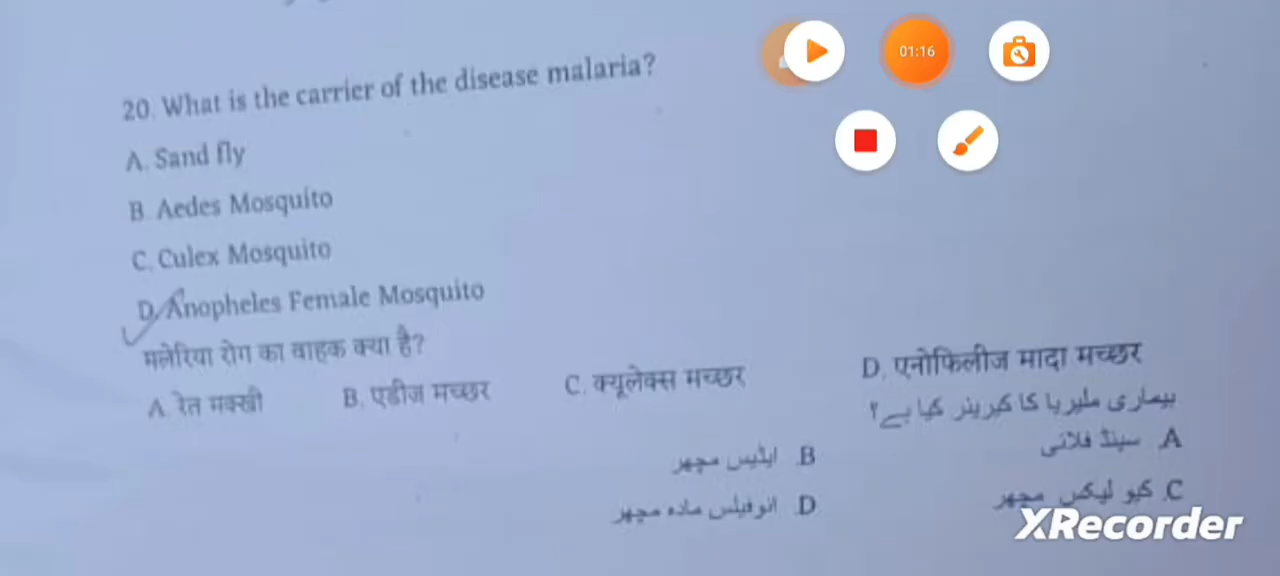 01:16
20. What is the carrier of the disease malaria?
A. Sand fly
B. Aedes Mosquito
C. Culex Mosquito
D. Anopheles Female Mosquito
मलेरिया रोग का वाहक क्या है?
A. रेत मक्खी B. एडीज मच्छर C. क्यूलेक्स मच्छर D. एनोफिलीज मादा मच्छर
بیماری ملیریا کا کیریئر کیا ہے؟
A. سینڈ فلائی B. ایڈیس مچھر
C. کیو لیکس مچھر D. انوفیلس مادہ مچھر
XRecorder